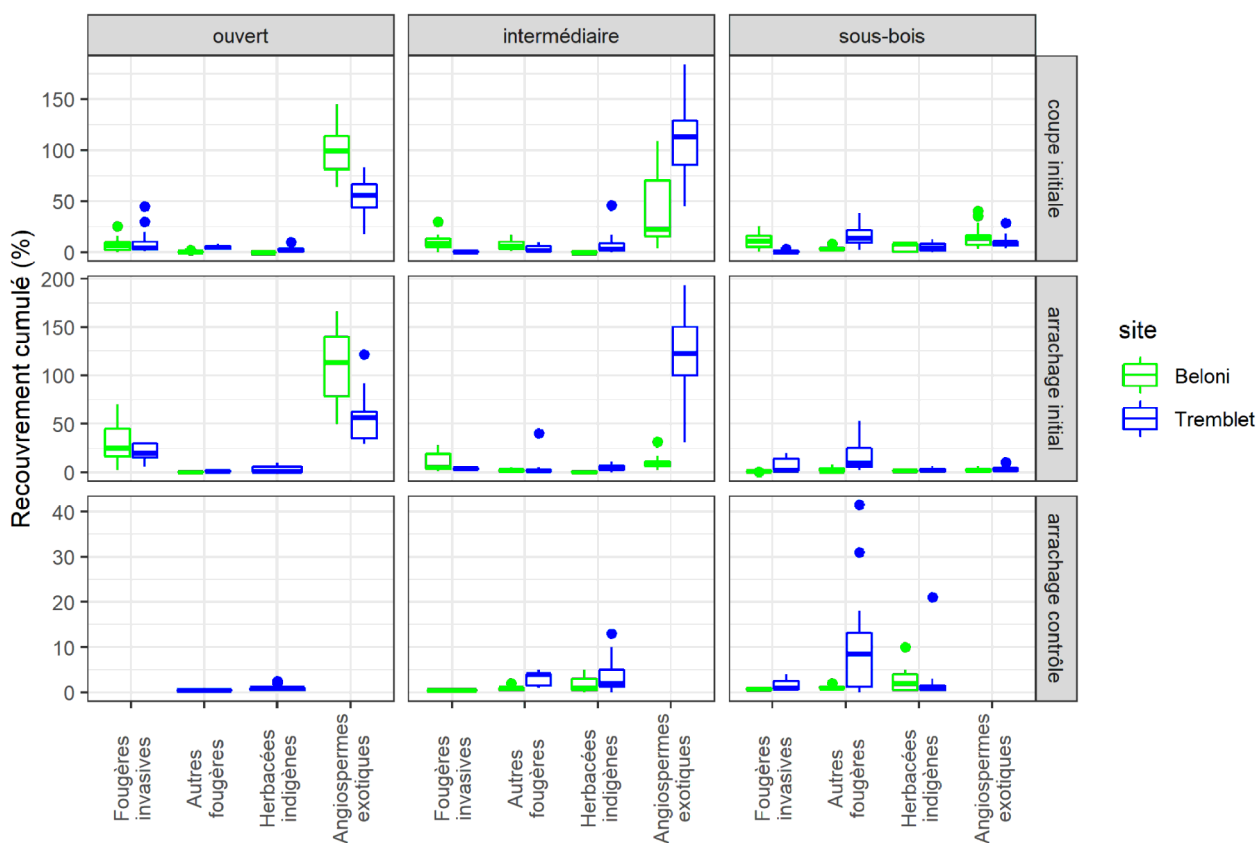 ouvert
intermédiaire
sous-bois
Recouvrement cumulé (%)
150
100
50
0
coupe initiale
200
150
100
50
0
arrachage initial
40
30
20
10
0
arrachage contrôle
Fougères
invasives
Autres
fougères
Herbacées
indigènes
Angiospermes
exotiques
Fougères
invasives
Autres
fougères
Herbacées
indigènes
Angiospermes
exotiques
Fougères
invasives
Autres
fougères
Herbacées
indigènes
Angiospermes
exotiques
site
Beloni
Tremblet